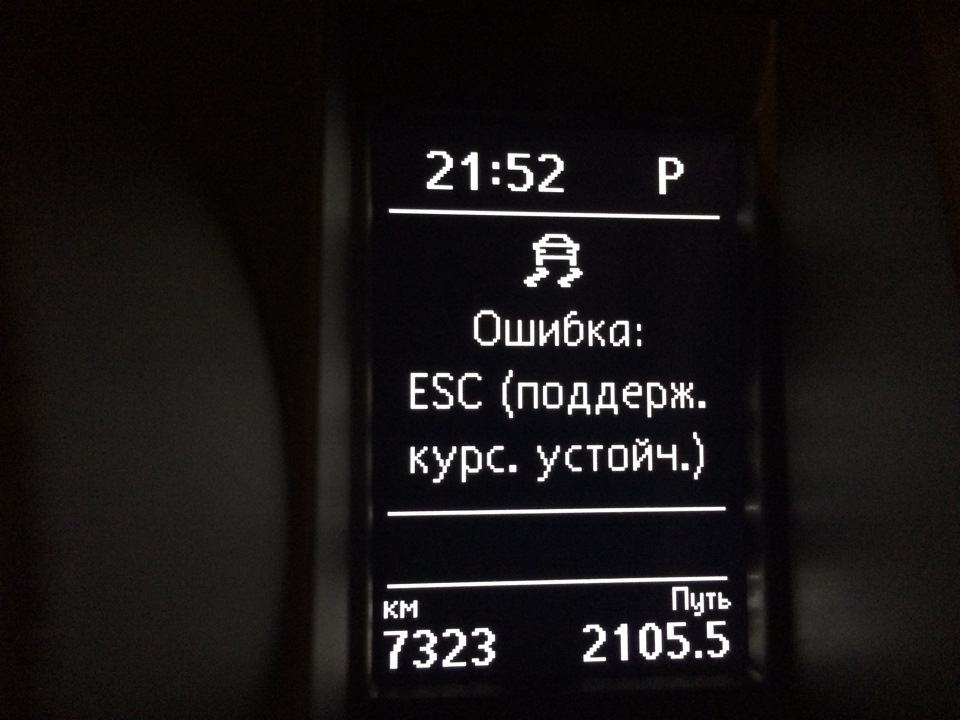 21:52 P
Ошибка:
ESC (поддерж.
курс. устойч.)
км Путь
7323 2105.5